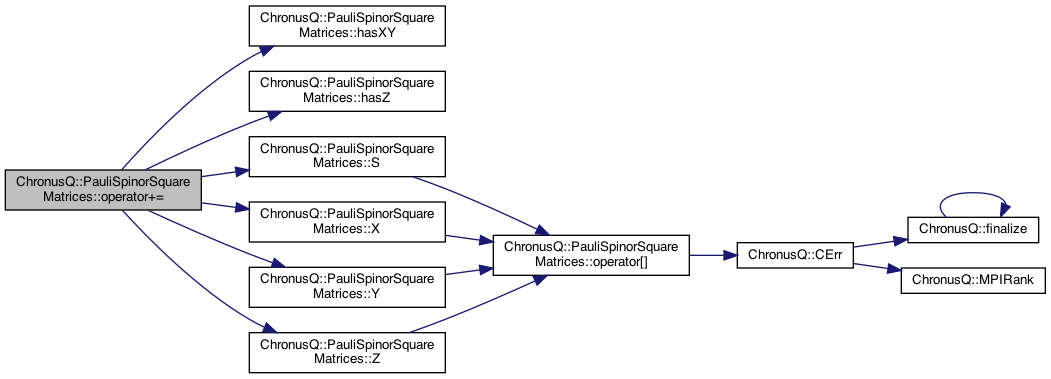 ChronusQ::PauliSpinorSquare
Matrices::operator+=
ChronusQ::PauliSpinorSquare
Matrices::hasXY
ChronusQ::PauliSpinorSquare
Matrices::hasZ
ChronusQ::PauliSpinorSquare
Matrices::S
ChronusQ::PauliSpinorSquare
Matrices::X
ChronusQ::PauliSpinorSquare
Matrices::Y
ChronusQ::PauliSpinorSquare
Matrices::Z
ChronusQ::PauliSpinorSquare
Matrices::operator[]
ChronusQ::CErr
ChronusQ::finalize
ChronusQ::MPIRank